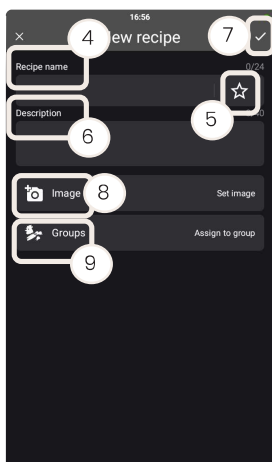 16:56
4
ew recipe
7
Recipe name
0/24
5
Description
6
Image
8
Set image
Groups
Assign to group
9